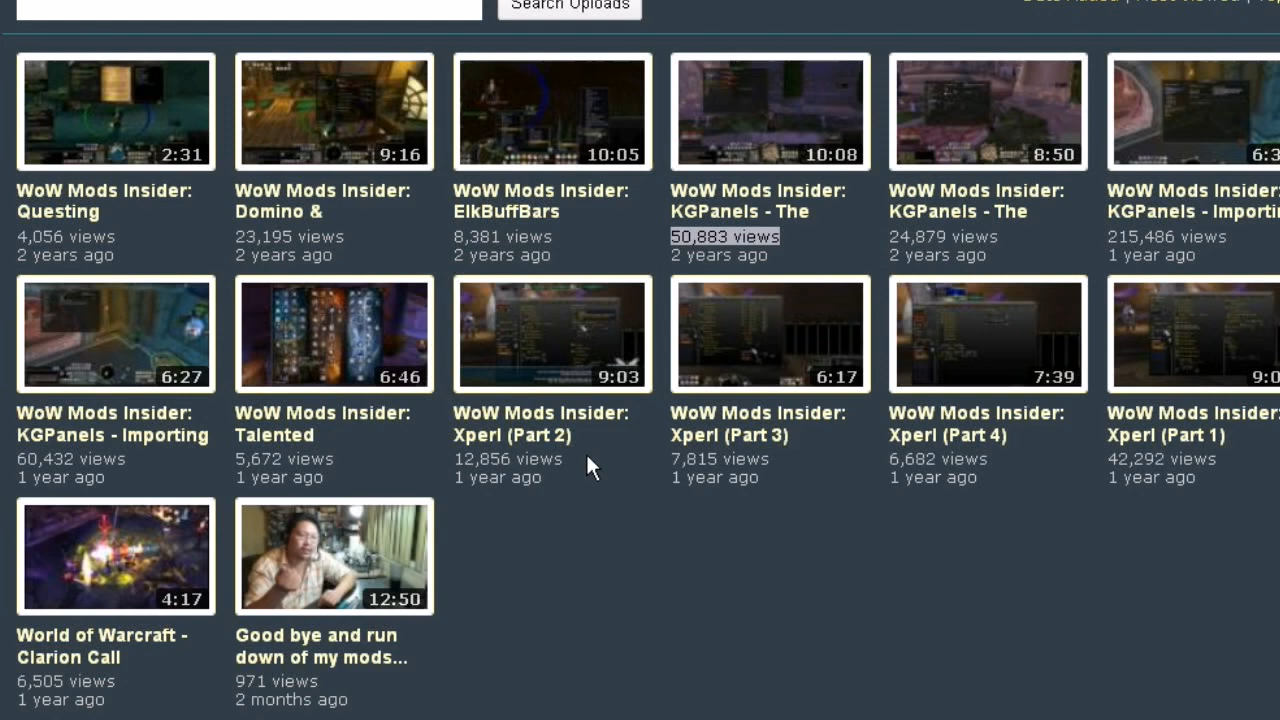 Search Uploads
2:31
9:16
10:05
10:08
8:50
WoW Mods Insider:
Questing
4,056 views
2 years ago
WoW Mods Insider:
Domino &
23,195 views
2 years ago
WoW Mods Insider:
ElkBuffBars
8,381 views
2 years ago
WoW Mods Insider:
KGPanels - The
50,883 views
2 years ago
WoW Mods Insider:
KGPanels - The
24,879 views
2 years ago
WoW Mods Insider:
KGPanels - Importi
215,486 views
1 year ago
6:27
6:46
9:03
6:17
7:39
WoW Mods Insider:
KGPanels - Importing
60,432 views
1 year ago
WoW Mods Insider:
Talented
5,672 views
1 year ago
WoW Mods Insider:
Xperl (Part 2)
12,856 views
1 year ago
WoW Mods Insider:
Xperl (Part 3)
7,815 views
1 year ago
WoW Mods Insider:
Xperl (Part 4)
6,682 views
1 year ago
WoW Mods Insider:
Xperl (Part 1)
42,292 views
1 year ago
4:17
12:50
World of Warcraft -
Clarion Call
6,505 views
1 year ago
Good bye and run
down of my mods...
971 views
2 months ago